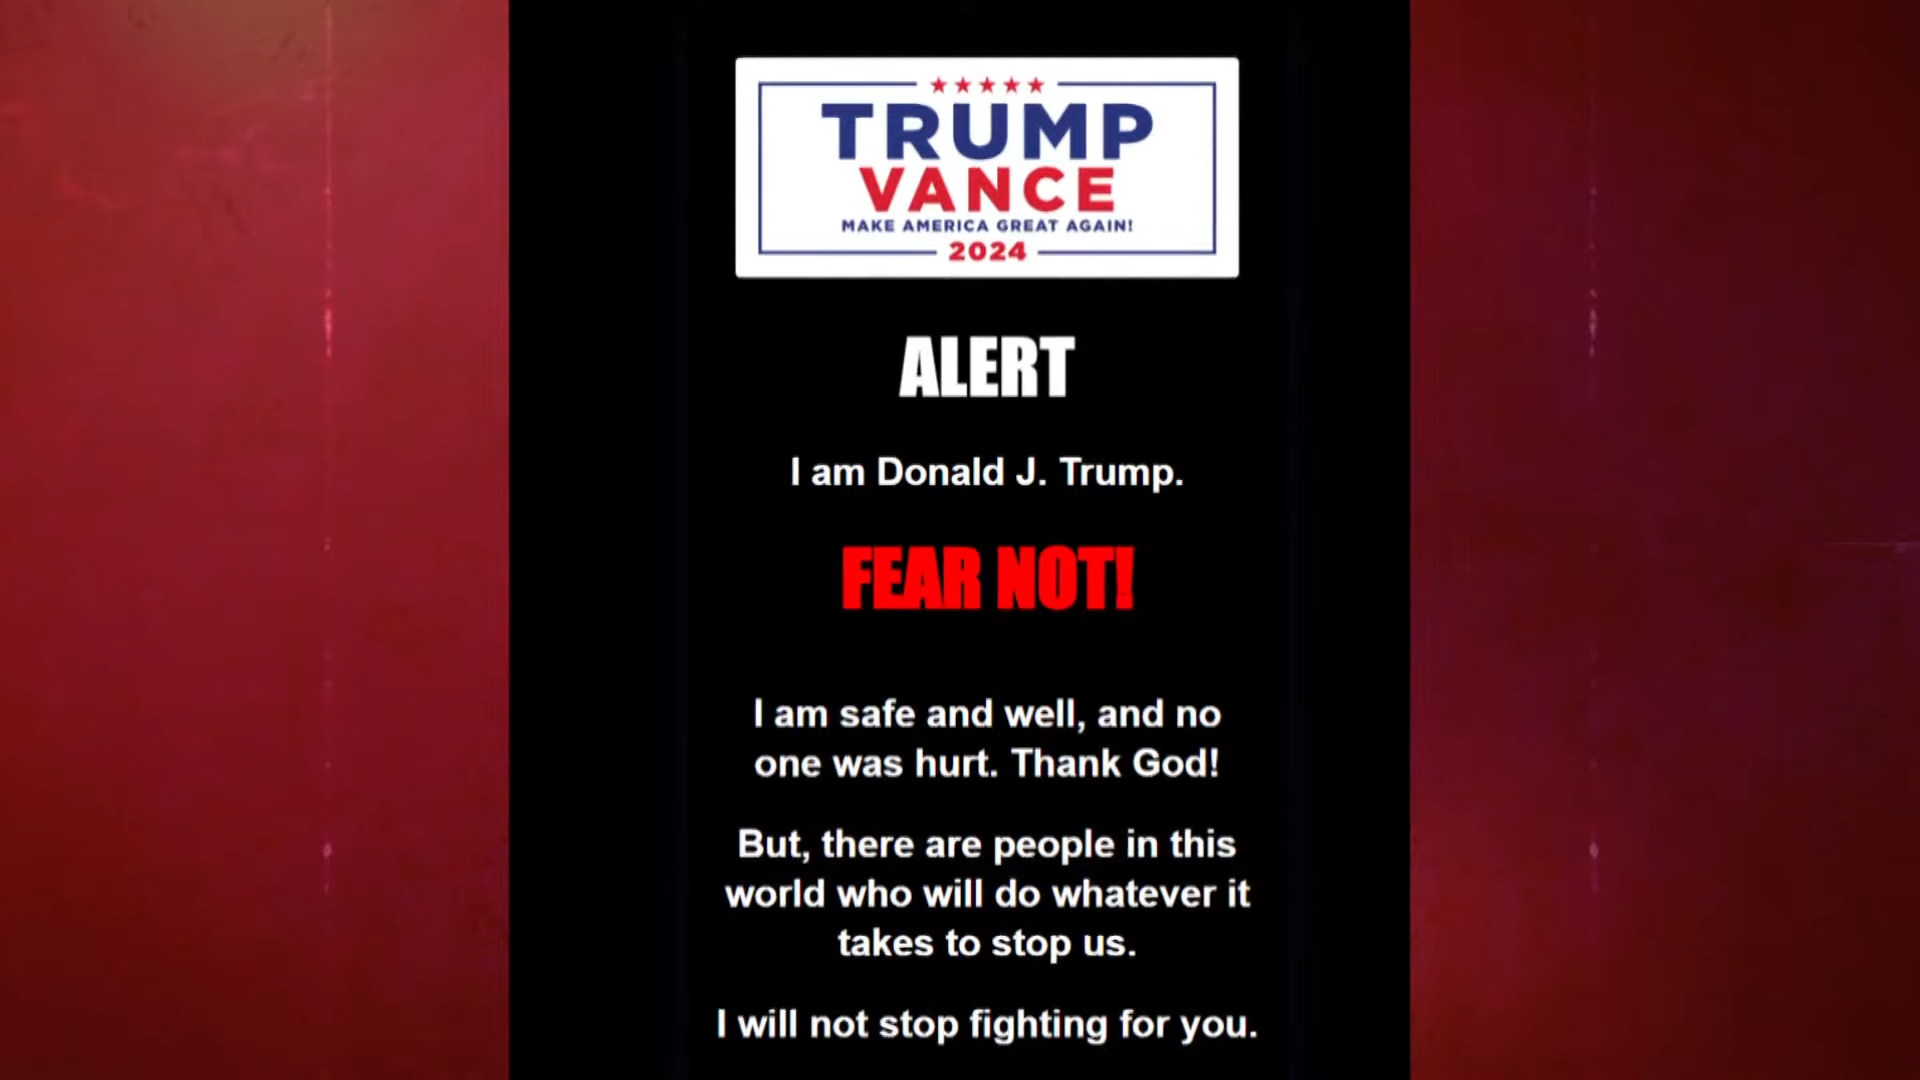 TRUMP
VANCE
MAKE AMERICA GREAT AGAIN!
2024
ALERT
I am Donald J. Trump.
FEAR NOT!
I am safe and well, and no
one was hurt. Thank God!
But, there are people in this
world who will do whatever it
takes to stop us.
I will not stop fighting for you.